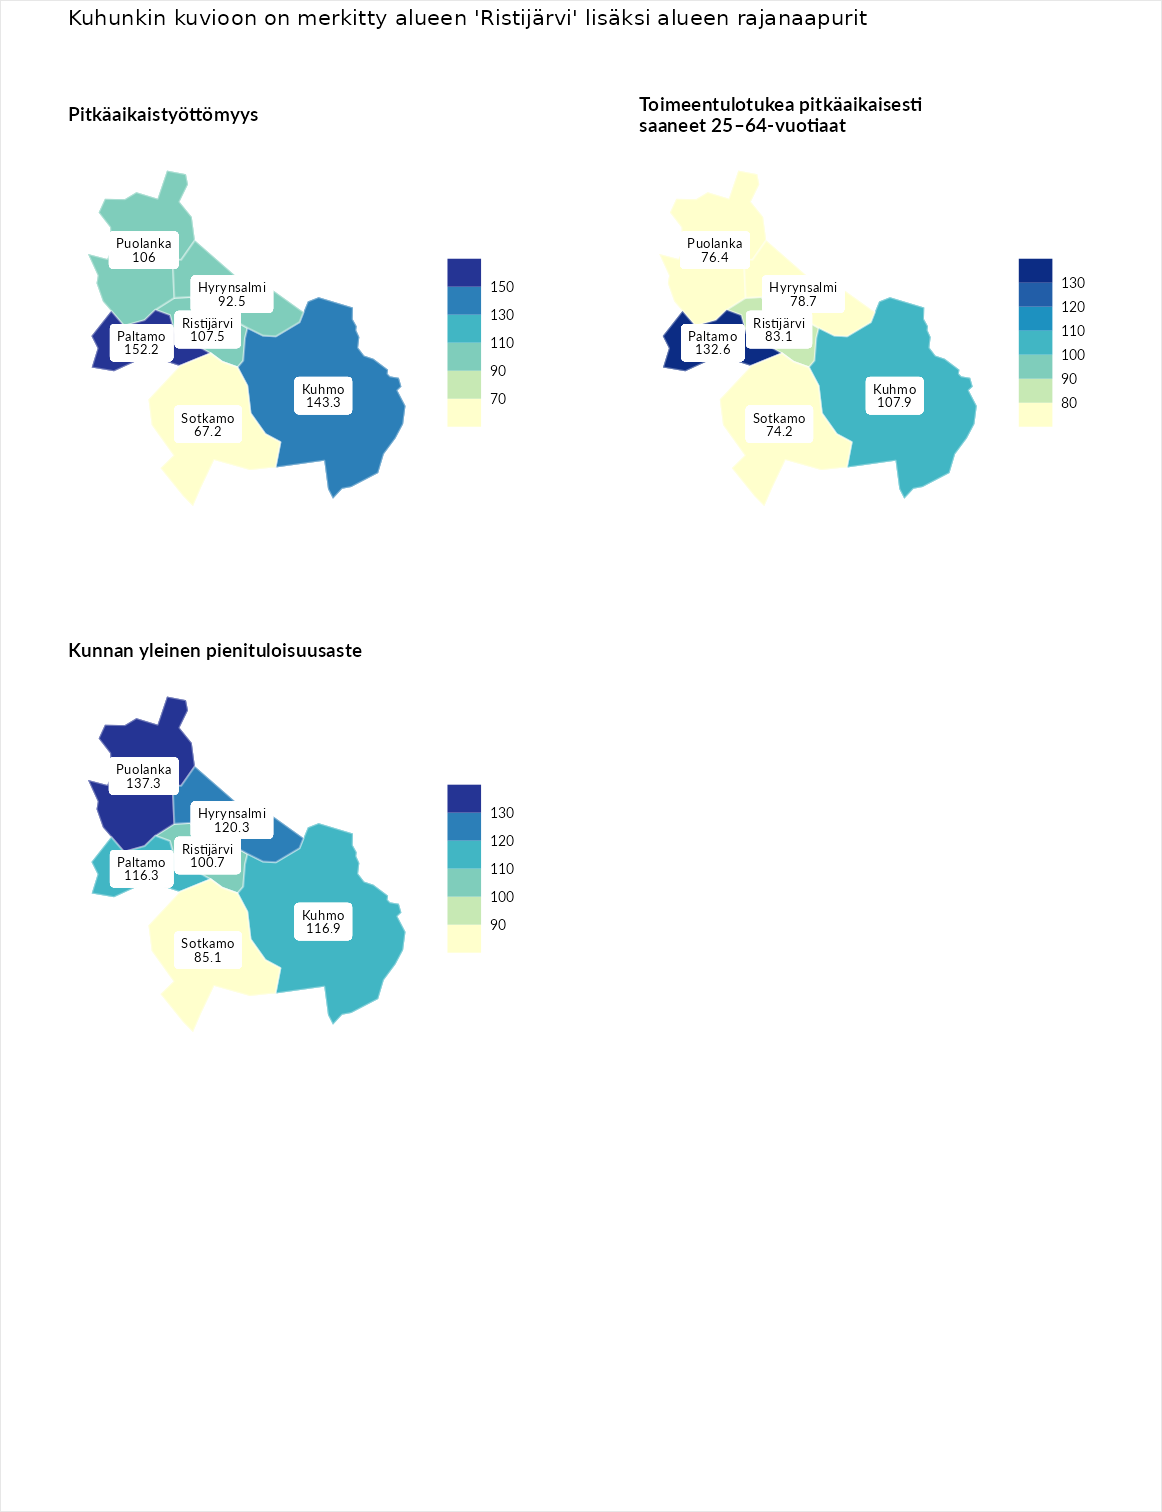 Kuhunkin kuvioon on merkitty alueen 'Ristijärvi' lisäksi alueen rajanaapurit
Pitkäaikaistyöttömyys
Puolanka
106
Hyrynsalmi
92.5
Ristijärvi
107.5
Paltamo
152.2
Kuhmo
143.3
Sotkamo
67.2
150
130
110
90
70
Toimeentulotukea pitkäaikaisesti
saaneet 25–64-vuotiaat
Puolanka
76.4
Hyrynsalmi
78.7
Ristijärvi
83.1
Paltamo
132.6
Kuhmo
107.9
Sotkamo
74.2
130
120
110
100
90
80
Kunnan yleinen pienituloisuusaste
Puolanka
137.3
Hyrynsalmi
120.3
Ristijärvi
100.7
Paltamo
116.3
Kuhmo
116.9
Sotkamo
85.1
130
120
110
100
90